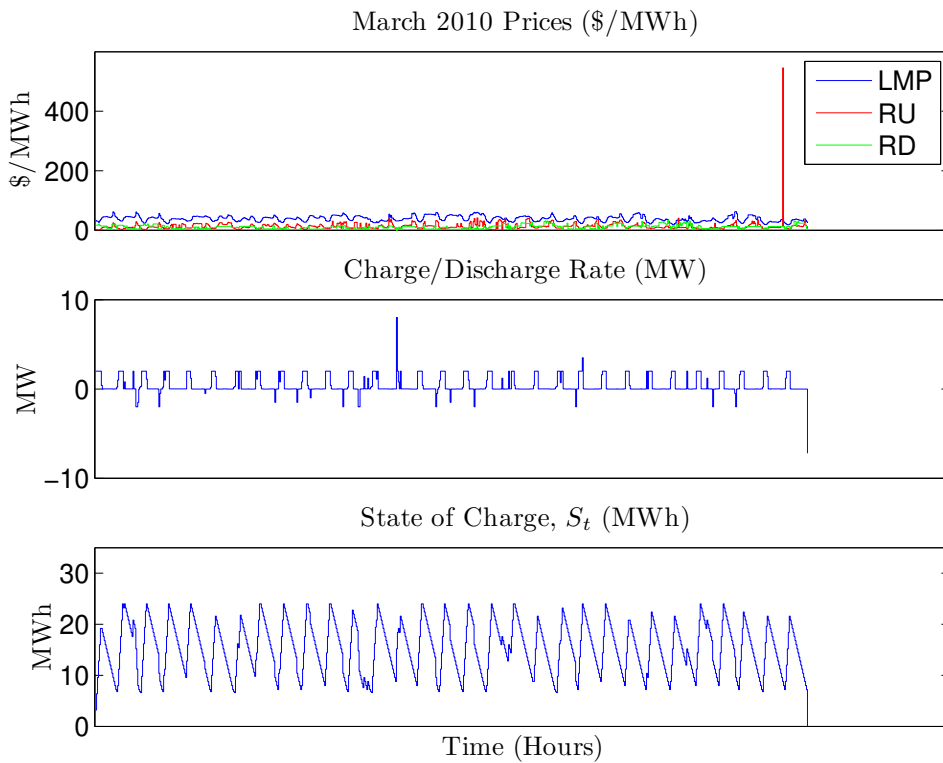 March 2010 Prices ($/MWh)
$/MWh
400
200
0
LMP
RU
RD
Charge/Discharge Rate (MW)
MW
10
0
−10
State of Charge, S_t (MWh)
MWh
30
20
10
0
Time (Hours)